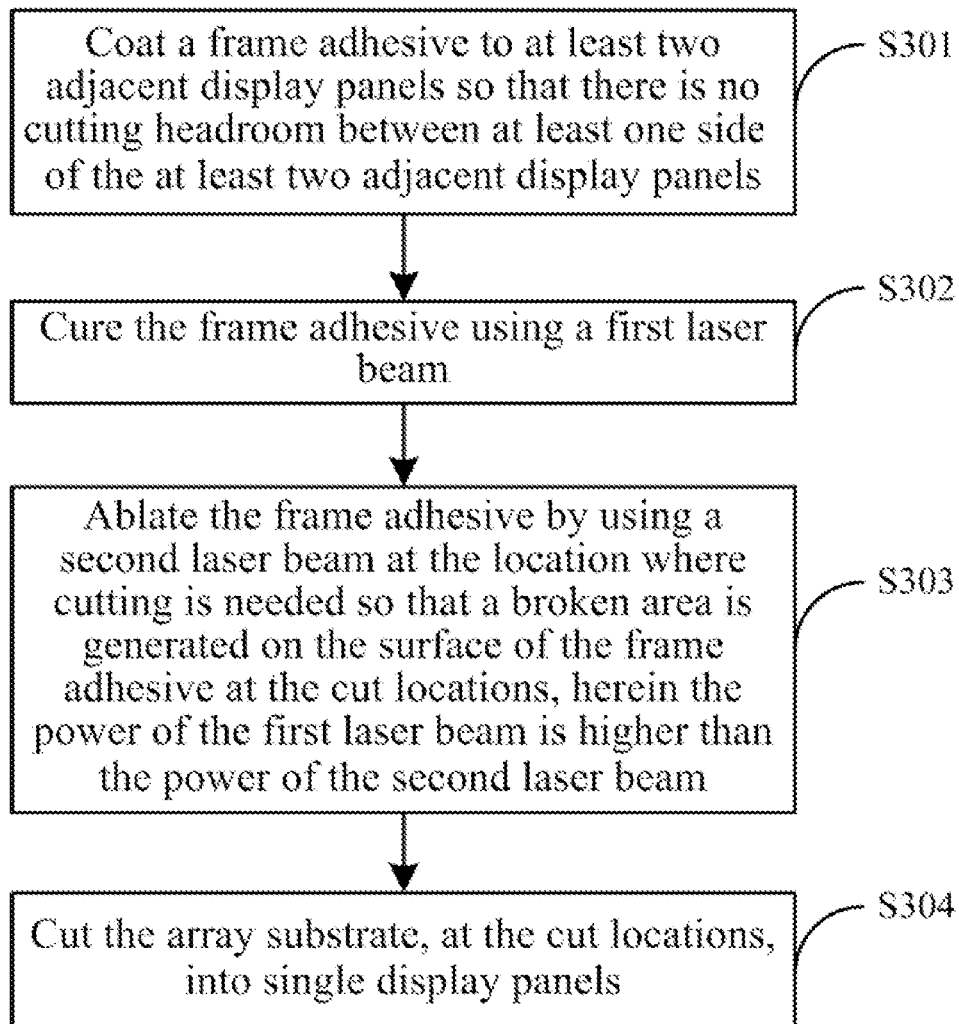 Coat a frame adhesive to at least two
adjacent display panels so that there is no
cutting headroom between at least one side
of the at least two adjacent display panels
S301
Cure the frame adhesive using a first laser
beam
S302
Ablate the frame adhesive by using a
second laser beam at the location where
cutting is needed so that a broken area is
generated on the surface of the frame
adhesive at the cut locations, herein the
power of the first laser beam is higher than
the power of the second laser beam
S303
Cut the array substrate, at the cut locations,
into single display panels
S304